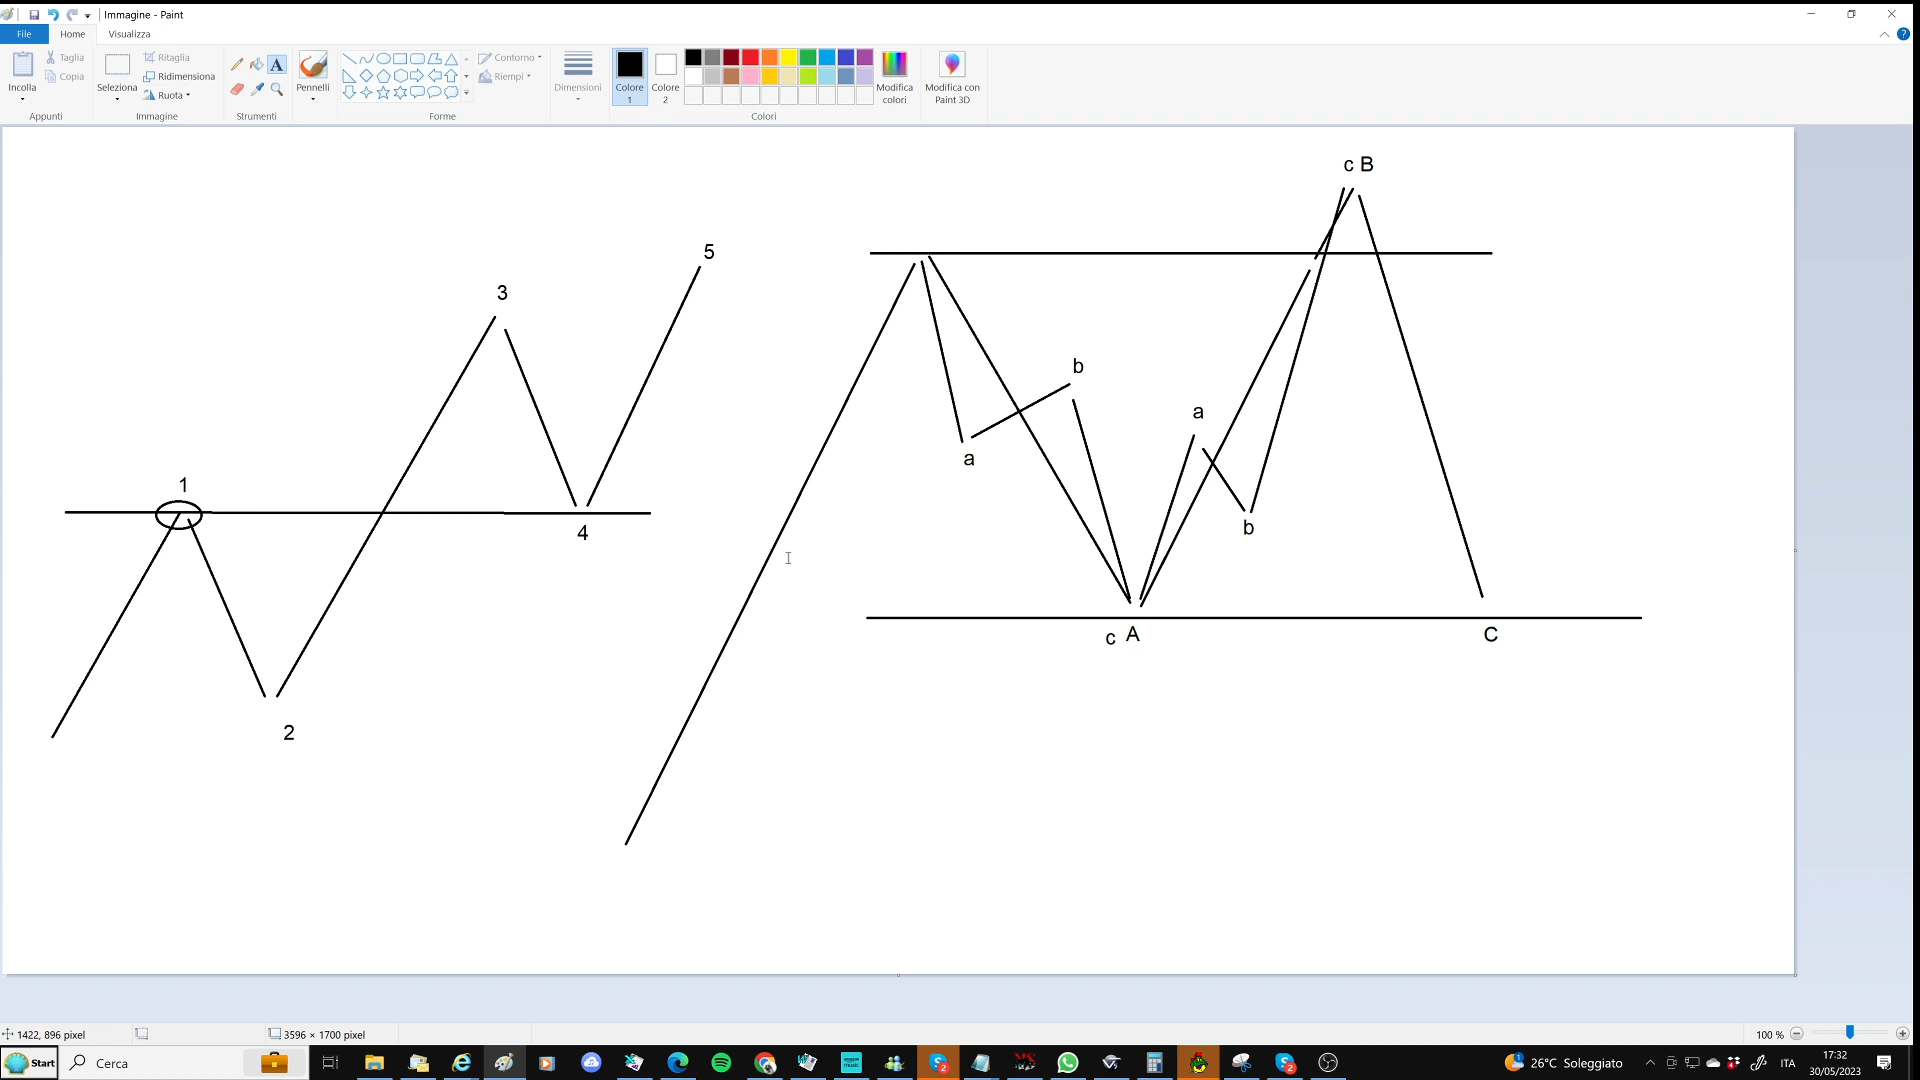 Immagine - Paint
File Home Visualizza
Incolla
Taglia
Copia
Appunti
Seleziona
Ritaglia
Ridimensiona
Ruota
Immagine
A
Strumenti
Pennelli
Forme
Contorno
Riempi
Dimensioni
Colore
1
Colore
2
Modifica
colori
Colori
Modifica con
Paint 3D
c B
5
3
b
a
a
1
b
4
c A
C
2
1422, 896 pixel
3596 × 1700 pixel
100 %
Start
Cerca
26°C Soleggiato
ITA
17:32
30/05/2023